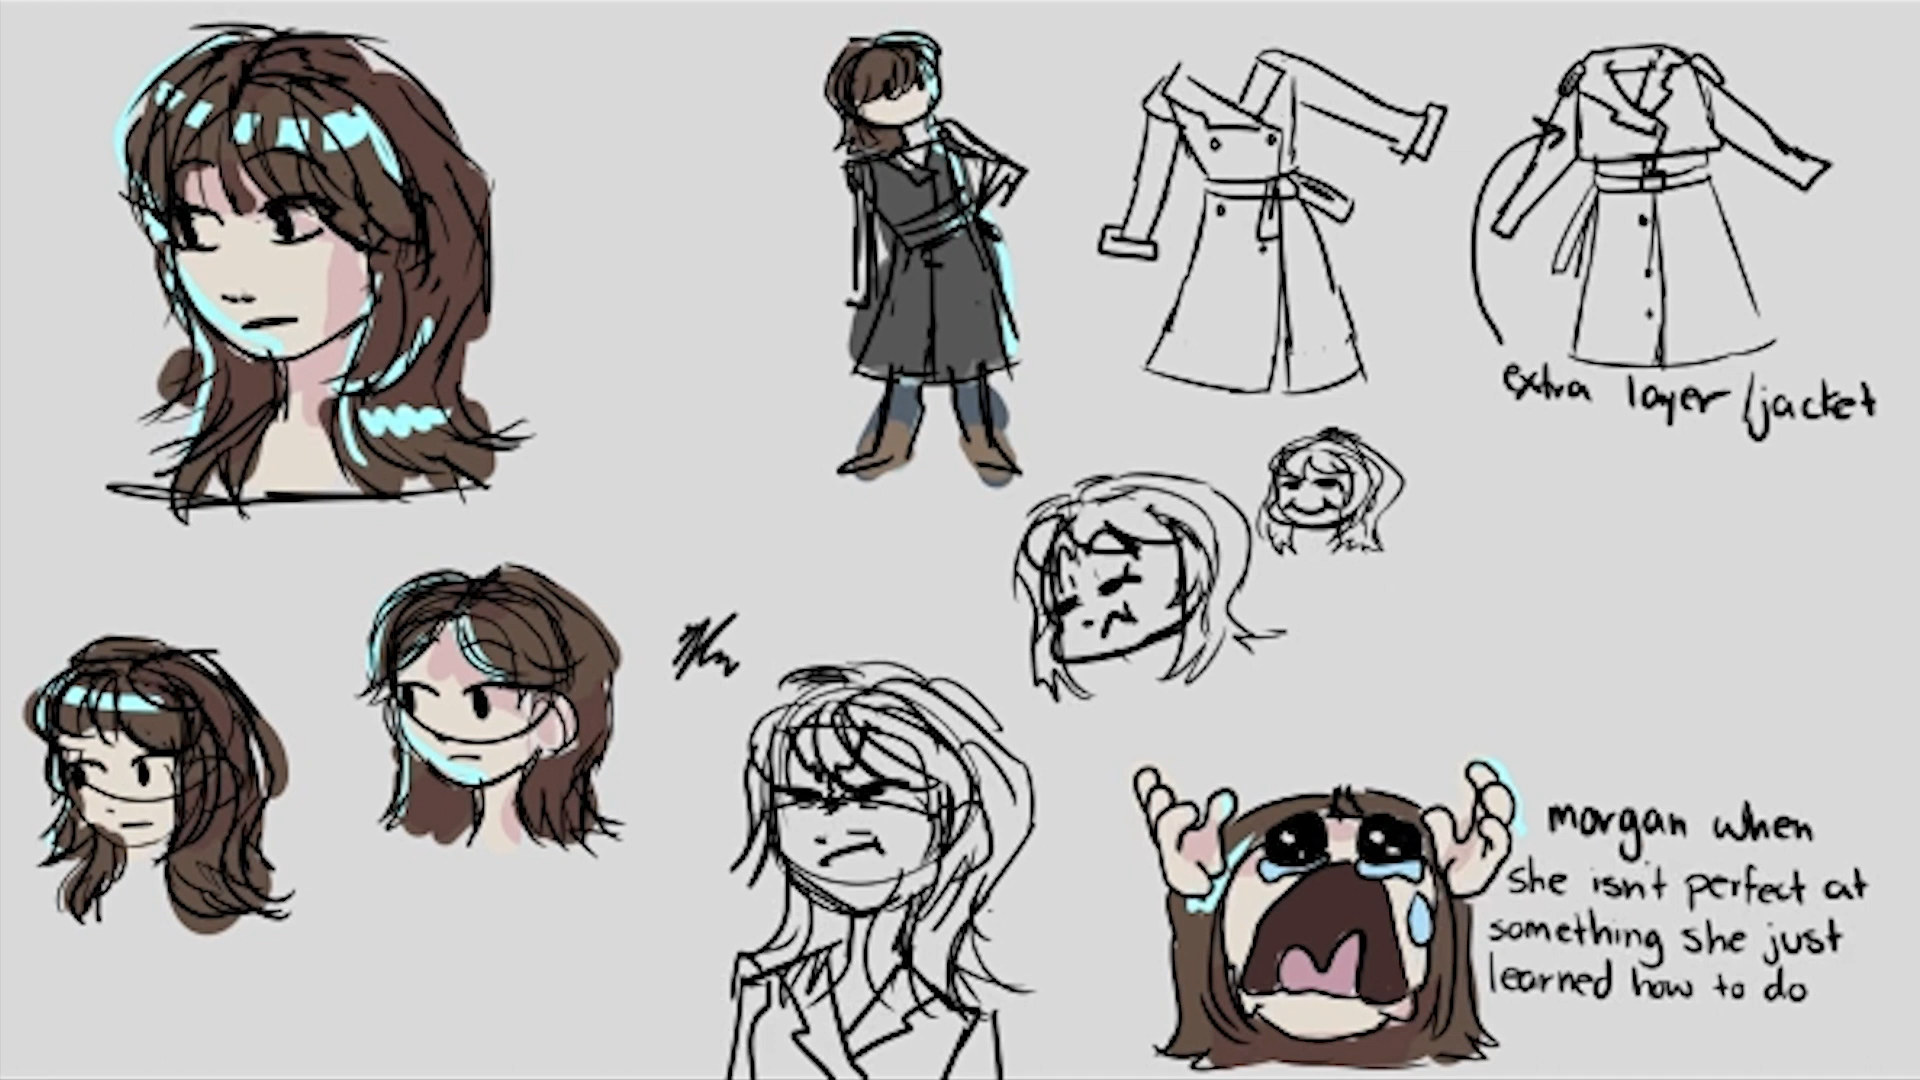 extra layer/jacket
morgan when
she isn't perfect at
something she just
learned how to do